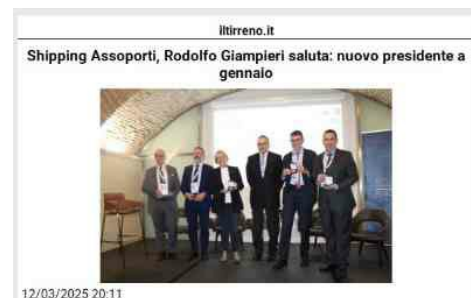 iltirreno.it
Shipping Assoporti, Rodolfo Giampieri saluta: nuovo presidente a
gennaio
12/03/2025 20:11